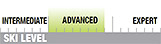 INTERMEDIATE ADVANCED EXPERT
SKI LEVEL